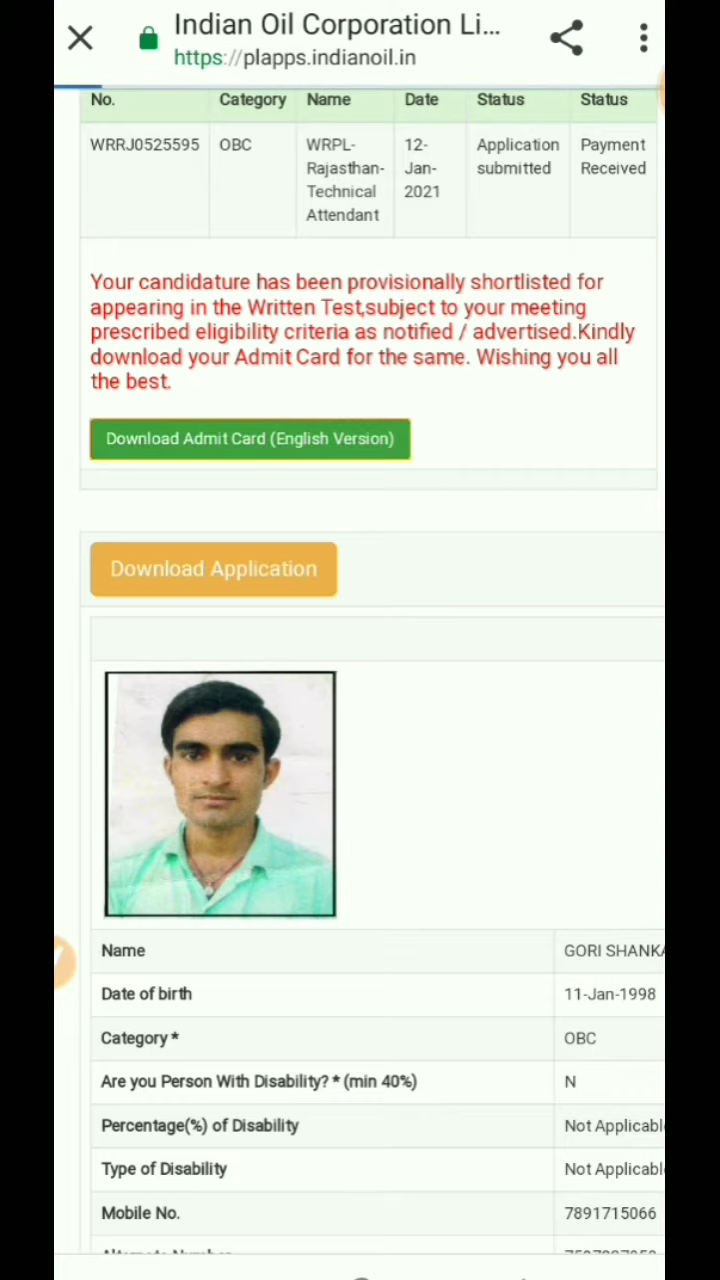 Indian Oil Corporation Li...
https://plapps.indianoil.in
No. Category Name Date Status Status
WRRJ0525595 OBC WRPL- 12- Application Payment
Rajasthan- Jan- submitted Received
Technical 2021
Attendant
Your candidature has been provisionally shortlisted for
appearing in the Written Test,subject to your meeting
prescribed eligibility criteria as notified / advertised.Kindly
download your Admit Card for the same. Wishing you all
the best.
Download Admit Card (English Version)
Download Application
Name GORI SHANKA
Date of birth 11-Jan-1998
Category * OBC
Are you Person With Disability? * (min 40%) N
Percentage(%) of Disability Not Applicabl
Type of Disability Not Applicabl
Mobile No. 7891715066